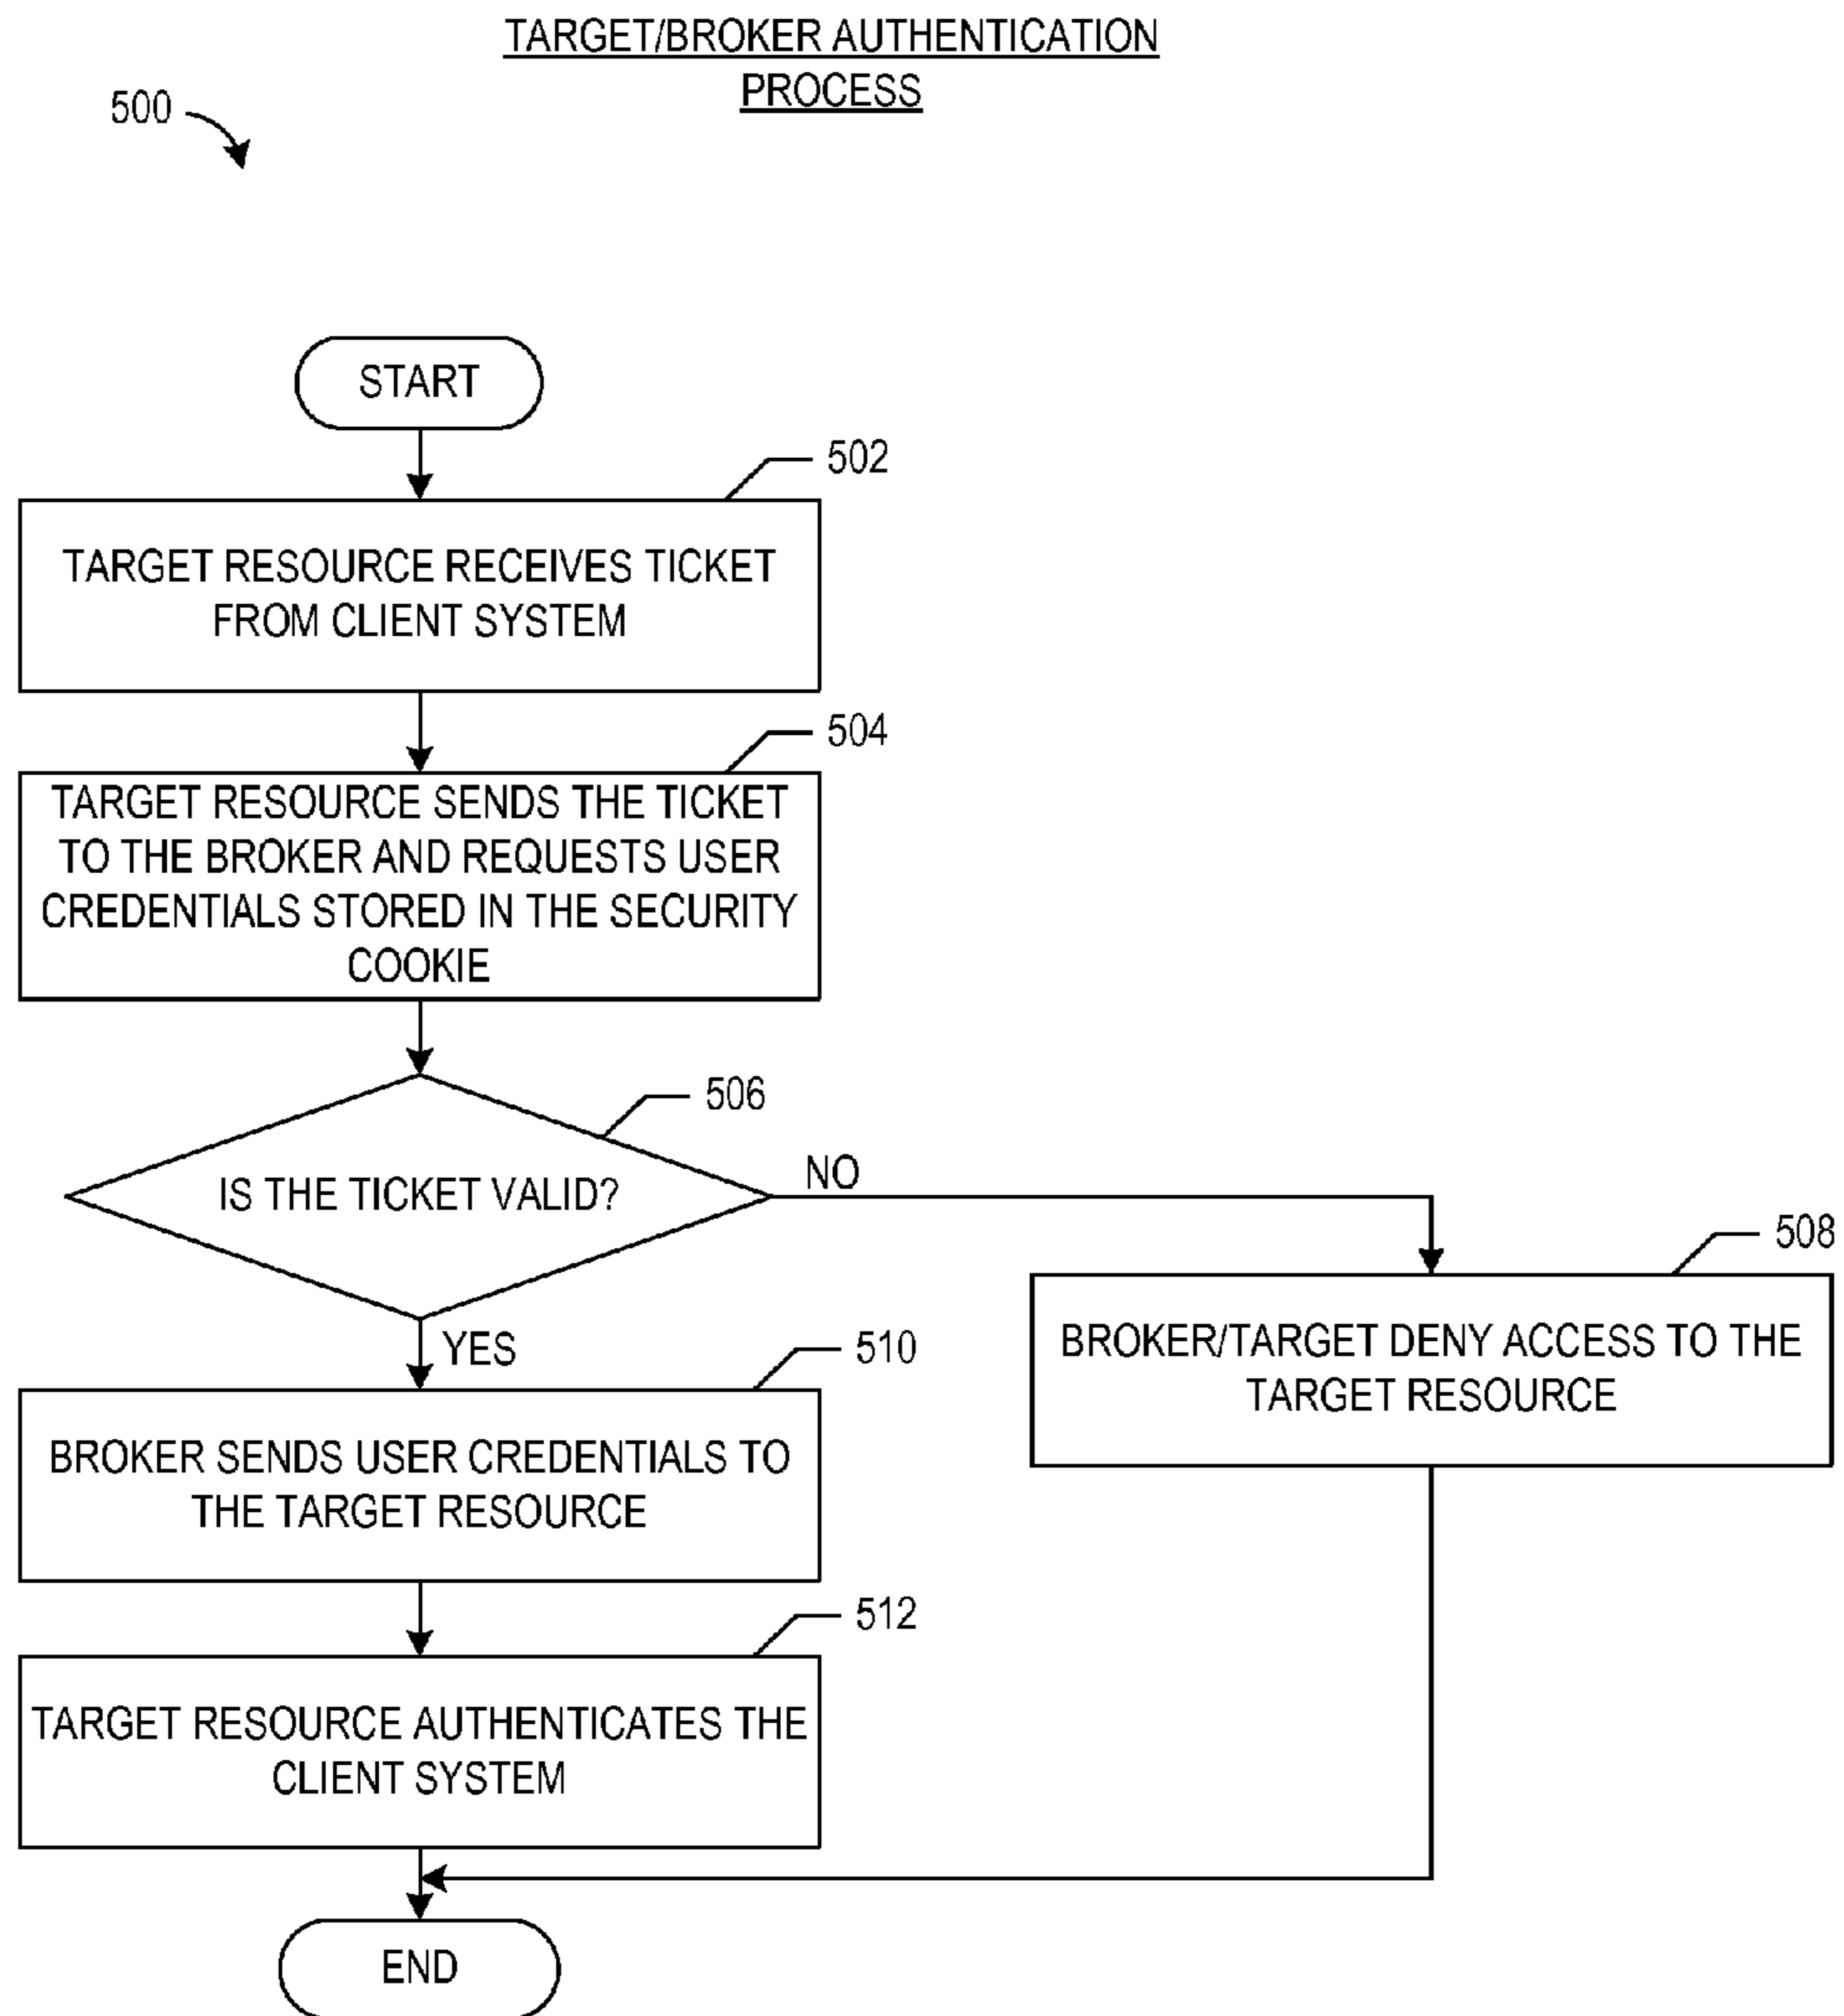 TARGET/BROKER AUTHENTICATION
PROCESS
500
START
502
TARGET RESOURCE RECEIVES TICKET
FROM CLIENT SYSTEM
504
TARGET RESOURCE SENDS THE TICKET
TO THE BROKER AND REQUESTS USER
CREDENTIALS STORED IN THE SECURITY
COOKIE
506
IS THE TICKET VALID?
NO
508
BROKER/TARGET DENY ACCESS TO THE
TARGET RESOURCE
YES
510
BROKER SENDS USER CREDENTIALS TO
THE TARGET RESOURCE
512
TARGET RESOURCE AUTHENTICATES THE
CLIENT SYSTEM
END